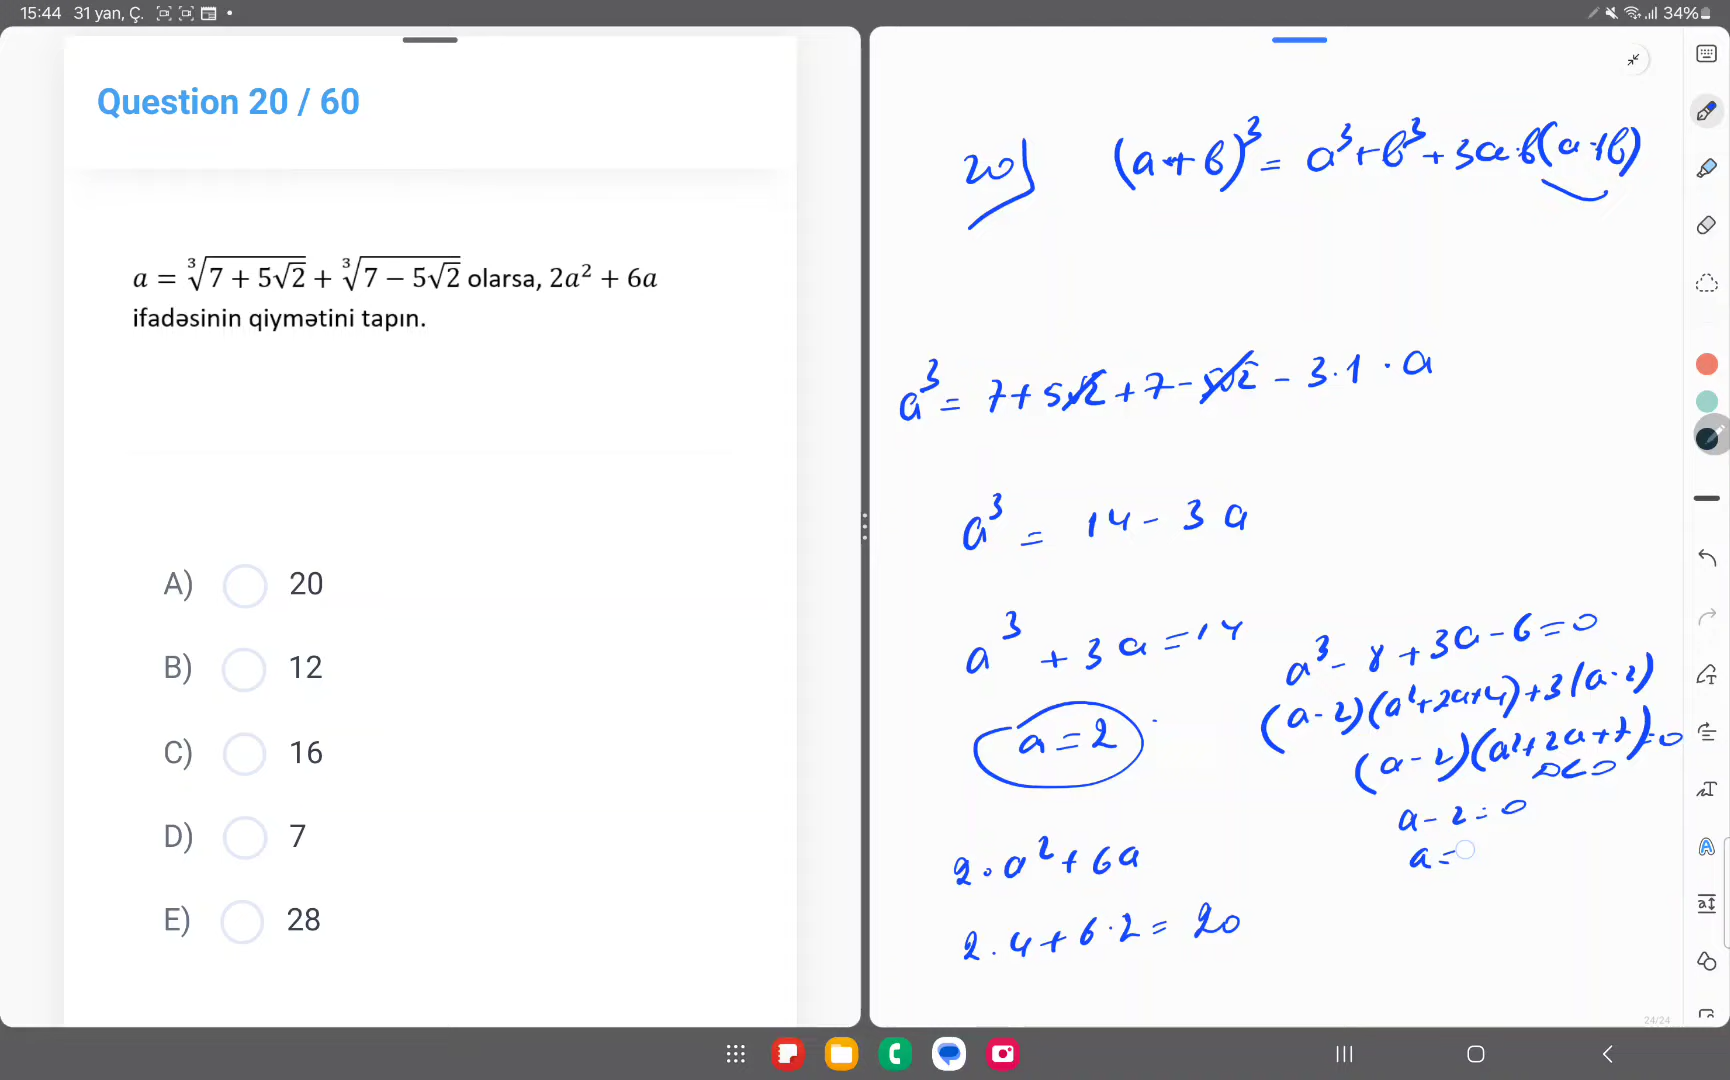 15:44 31 yan, Ç.
34%
Question 20 / 60
a = ∛(7 + 5√2) + ∛(7 − 5√2) olarsa, 2a² + 6a
ifadəsinin qiymətini tapın.
A) 20
B) 12
C) 16
D) 7
E) 28
20) (a+b)³ = a³+b³+3a·b(a+b)
a³ = 7+5√2+7-5√2 - 3·1·a
a³ = 14 - 3a
a³ + 3a = 14
a = 2
2·a² + 6a
2·4+6·2 = 20
a³ - 8 + 3a - 6 = 0
(a-2)(a²+2a+4)+3(a-2)
(a-2)(a²+2a+7)=0
D<0
a - 2 = 0
a =
24/24